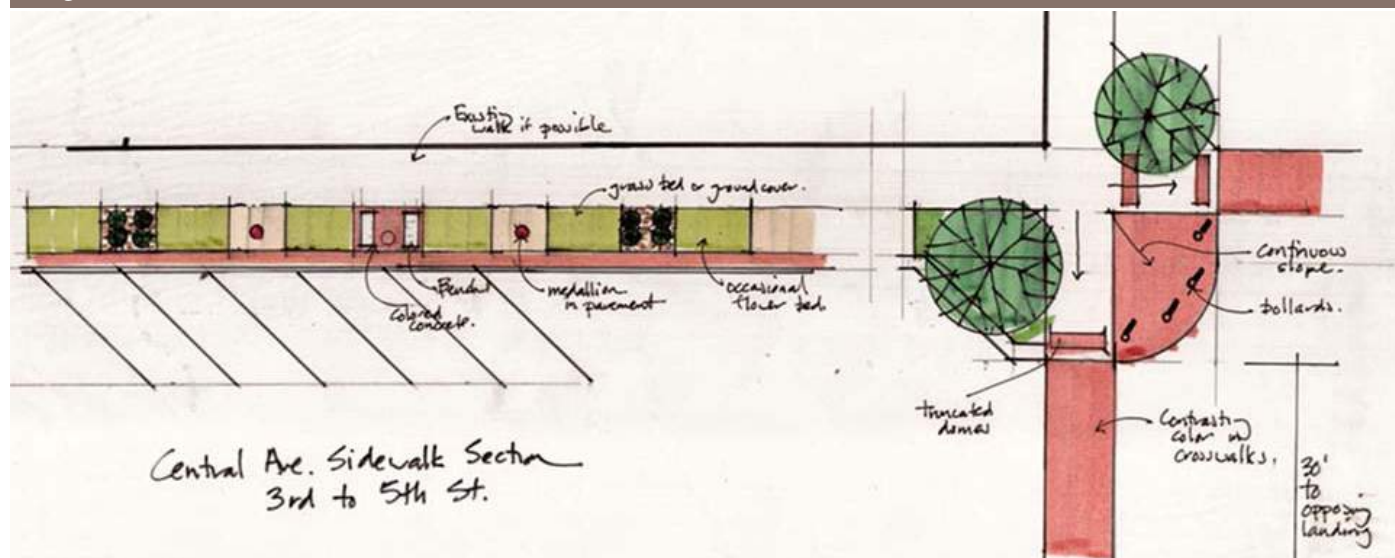 Existing
walk if possible
grass bed or groundcover.
Bench
colored
concrete.
medallion
in pavement
occasional
flower bed.
continuous
slope.
bollards.
truncated
domes
Contrasting
color in
crosswalks.
30'
to
opposing
landing
Central Ave. Sidewalk Section
3rd to 5th St.